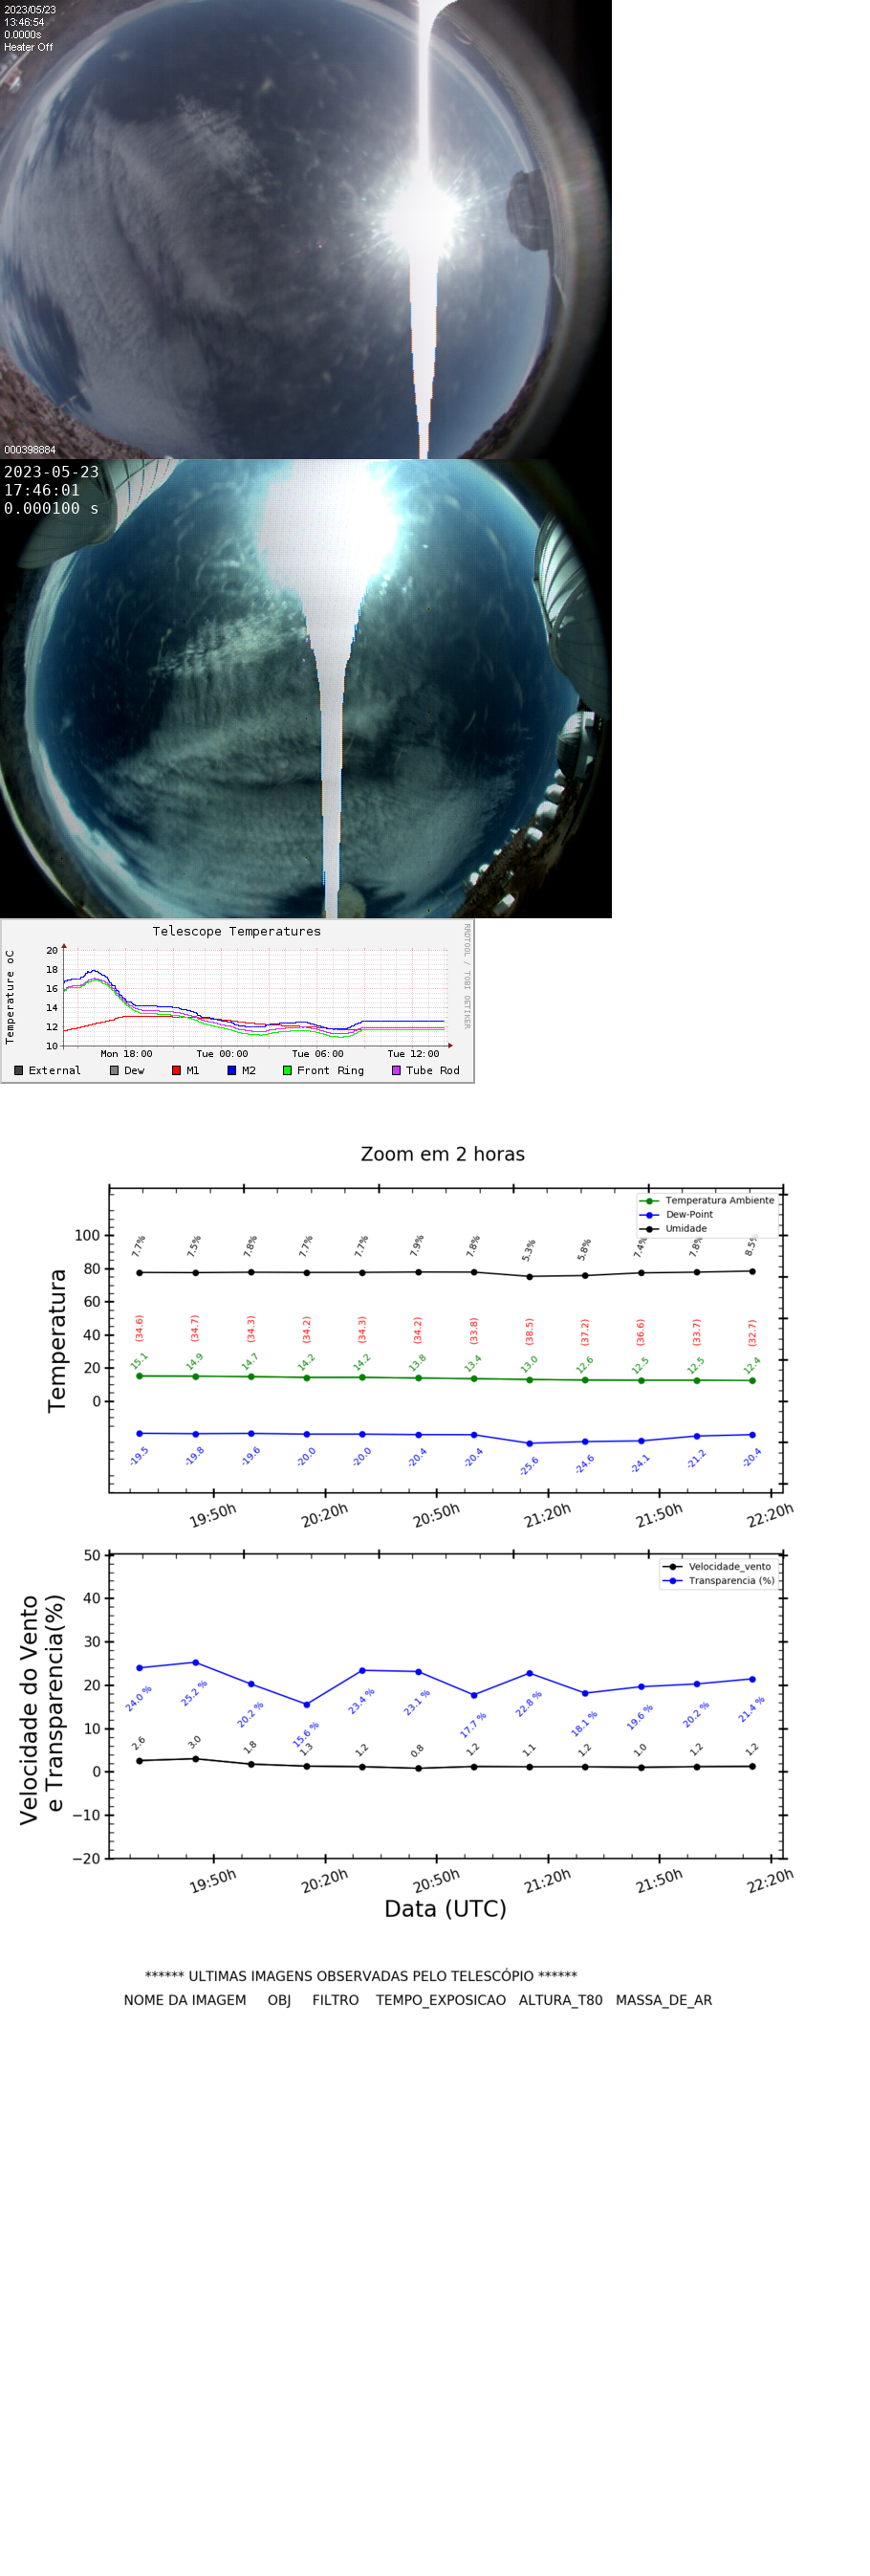 2023/05/23
13:46:54
0.0000s
Heater Off
000398884
2023-05-23
17:46:01
0.000100 s
Telescope Temperatures
RRDTOOL / TOBI OETIKER
Temperature oC
20
18
16
14
12
10
Mon 18:00 Tue 00:00 Tue 06:00 Tue 12:00
External Dew M1 M2 Front Ring Tube Rod
Zoom em 2 horas
Temperatura Ambiente
Dew-Point
Umidade
Temperatura
100
80
60
40
20
0
7.7% 7.5% 7.8% 7.7% 7.7% 7.9% 7.8% 5.3% 5.8% 7.4% 7.8% 8.5%
(34.6) (34.7) (34.3) (34.2) (34.3) (34.2) (33.8) (38.5) (37.2) (36.6) (33.7) (32.7)
15.1 14.9 14.7 14.2 14.2 13.8 13.4 13.0 12.6 12.5 12.5 12.4
-19.5 -19.8 -19.6 -20.0 -20.0 -20.4 -20.4 -25.6 -24.6 -24.1 -21.2 -20.4
19:50h 20:20h 20:50h 21:20h 21:50h 22:20h
Velocidade_vento
Transparencia (%)
Velocidade do Vento
e Transparencia(%)
50
40
30
20
10
0
−10
−20
24.0 % 25.2 % 20.2 % 15.6 % 23.4 % 23.1 % 17.7 % 22.8 % 18.1 % 19.6 % 20.2 % 21.4 %
2.6 3.0 1.8 1.3 1.2 0.8 1.2 1.1 1.2 1.0 1.2 1.2
19:50h 20:20h 20:50h 21:20h 21:50h 22:20h
Data (UTC)
****** ULTIMAS IMAGENS OBSERVADAS PELO TELESCÓPIO ******
NOME DA IMAGEM OBJ FILTRO TEMPO_EXPOSICAO ALTURA_T80 MASSA_DE_AR